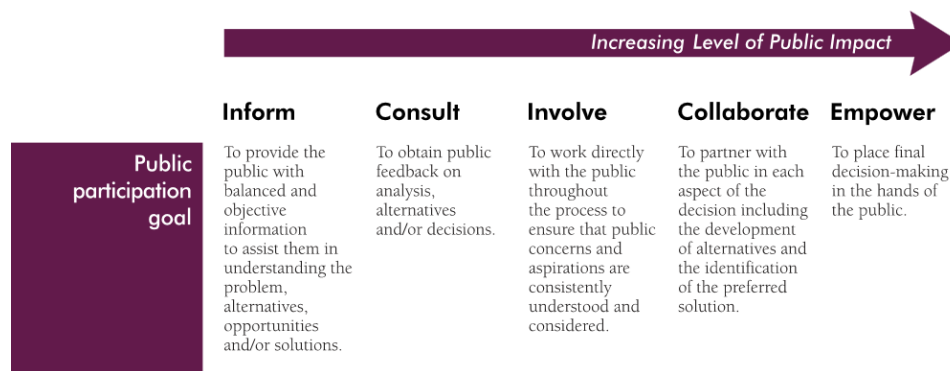 Increasing Level of Public Impact
Inform
Consult
Involve
Collaborate
Empower
Public
participation
goal
To provide the
public with
balanced and
objective
information
to assist them in
understanding the
problem,
alternatives,
opportunities
and/or solutions.
To obtain public
feedback on
analysis,
alternatives
and/or decisions.
To work directly
with the public
throughout
the process to
ensure that public
concerns and
aspirations are
consistently
understood and
considered.
To partner with
the public in each
aspect of the
decision including
the development
of alternatives and
the identification
of the preferred
solution.
To place final
decision-making
in the hands of
the public.